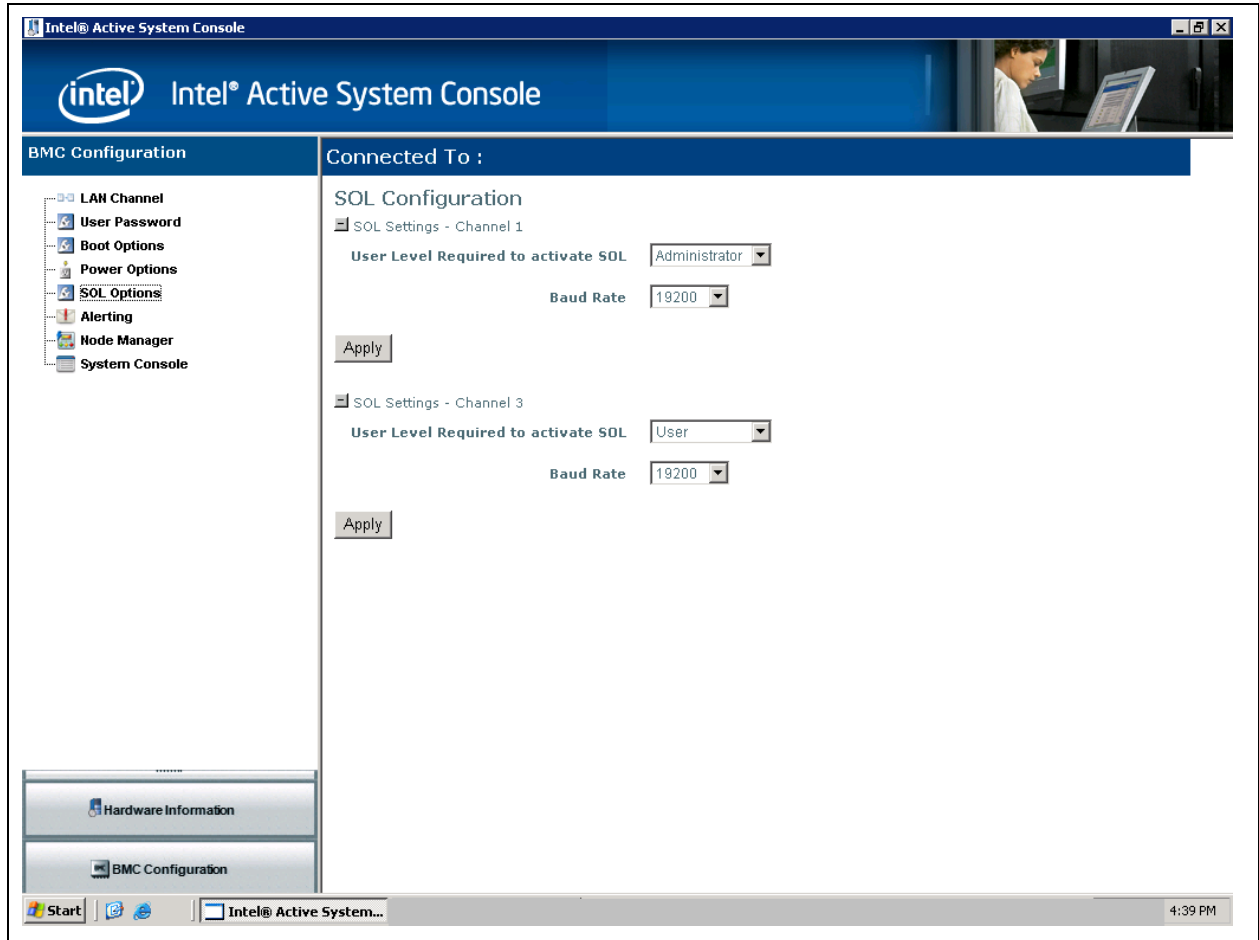 Intel® Active System Console
intel Intel® Active System Console
BMC Configuration
LAN Channel
User Password
Boot Options
Power Options
SOL Options
Alerting
Node Manager
System Console
Hardware Information
BMC Configuration
Connected To :
SOL Configuration
SOL Settings - Channel 1
User Level Required to activate SOL Administrator
Baud Rate 19200
Apply
SOL Settings - Channel 3
User Level Required to activate SOL User
Baud Rate 19200
Apply
Start Intel® Active System... 4:39 PM